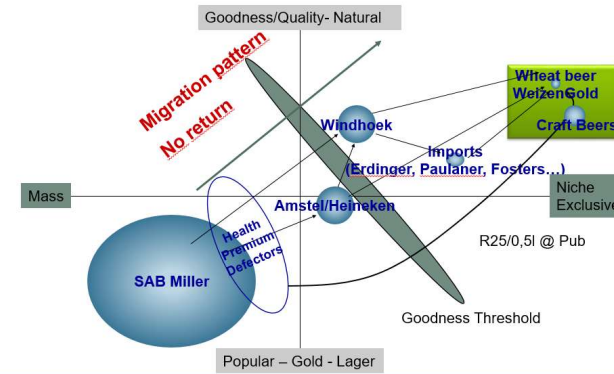 Goodness/Quality- Natural
Migration pattern
No return
Wheat beer
WeizenGold
Craft Beers
Windhoek
Imports
(Erdinger, Paulaner, Fosters…)
Mass
Niche
Exclusive
Amstel/Heineken
Health
Premium
Defectors
R25/0,5l @ Pub
SAB Miller
Goodness Threshold
Popular – Gold - Lager